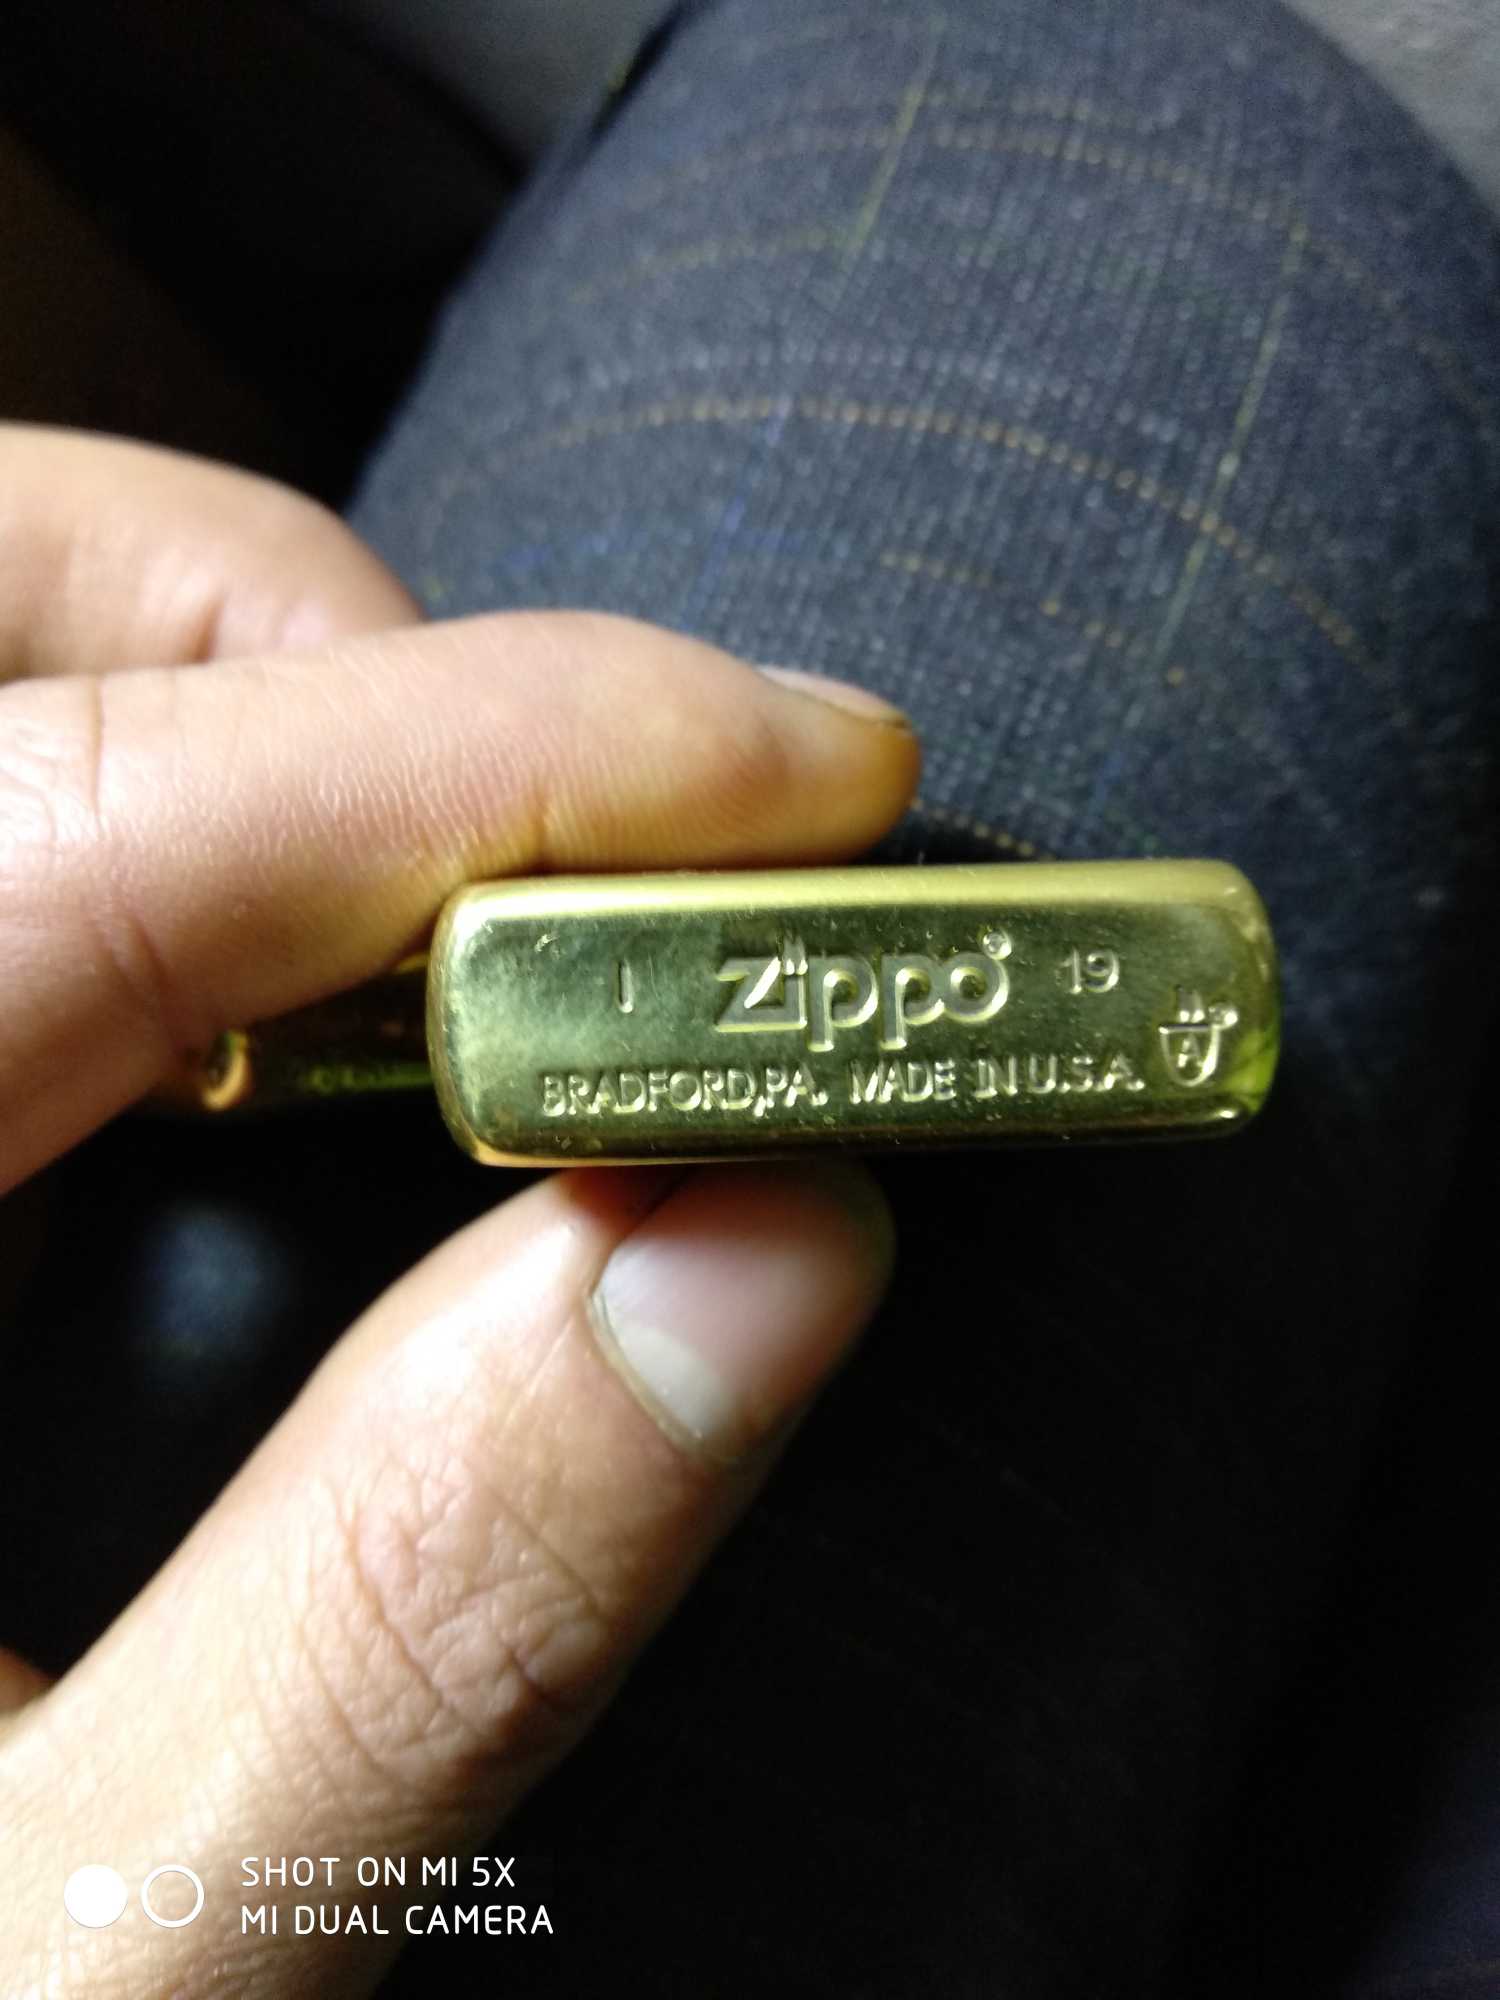 I zippo® 19
BRADFORD,PA. MADE IN U.S.A.
A
SHOT ON MI 5X
MI DUAL CAMERA